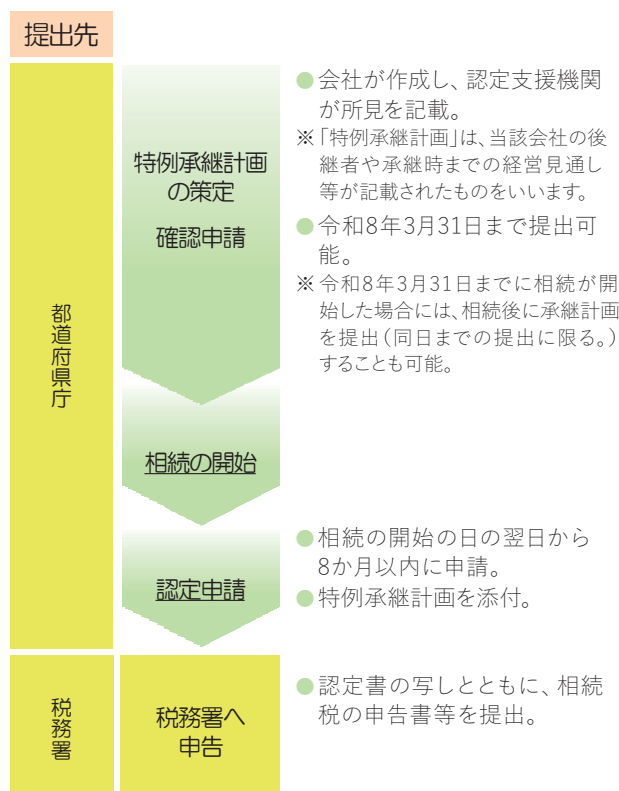 提出先
都道府県庁
特例承継計画
の策定
確認申請
●会社が作成し、認定支援機関
が所見を記載。
※「特例承継計画」は、当該会社の後
継者や承継時までの経営見通し
等が記載されたものをいいます。
●令和8年3月31日まで提出可
能。
※令和8年3月31日までに相続が開
始した場合には、相続後に承継計画
を提出(同日までの提出に限る。)
することも可能。
相続の開始
認定申請
●相続の開始の日の翌日から
8か月以内に申請。
●特例承継計画を添付。
税務署
税務署へ
申告
●認定書の写しとともに、相続
税の申告書等を提出。